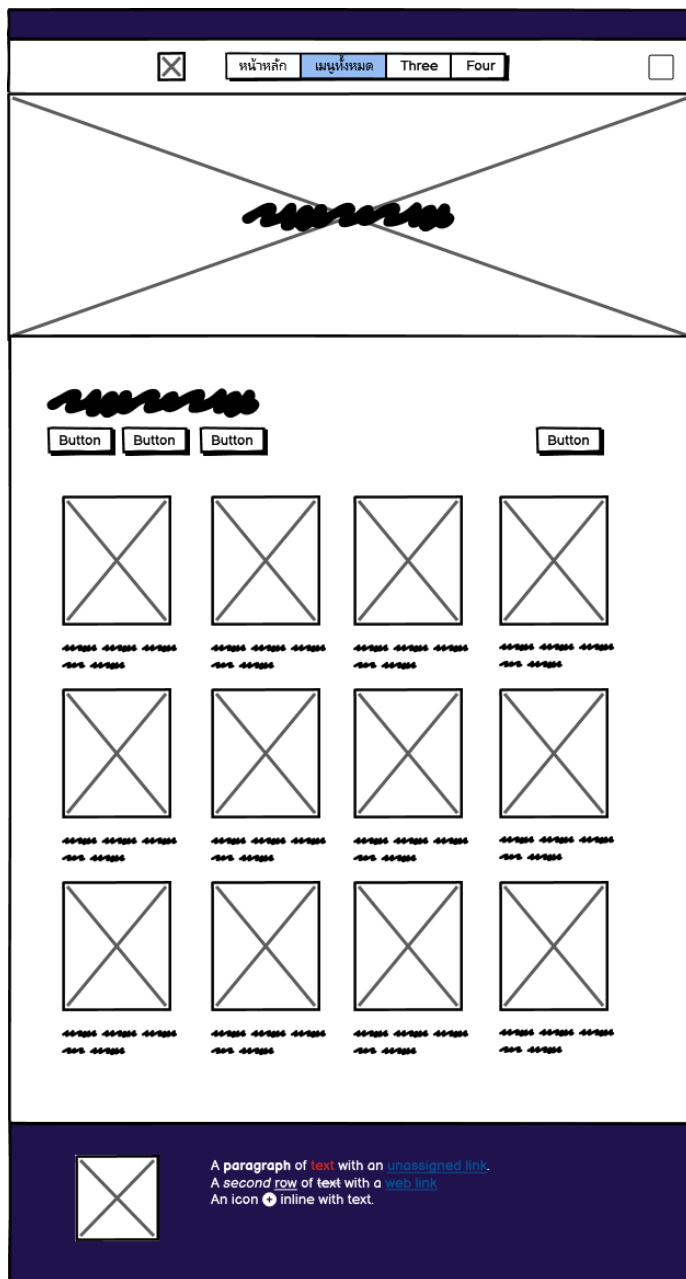 หน้าหลัก เมนูทั้งหมด Three Four
Button Button Button Button
A paragraph of text with an unassigned link.
A second row of text with a web link
An icon inline with text.